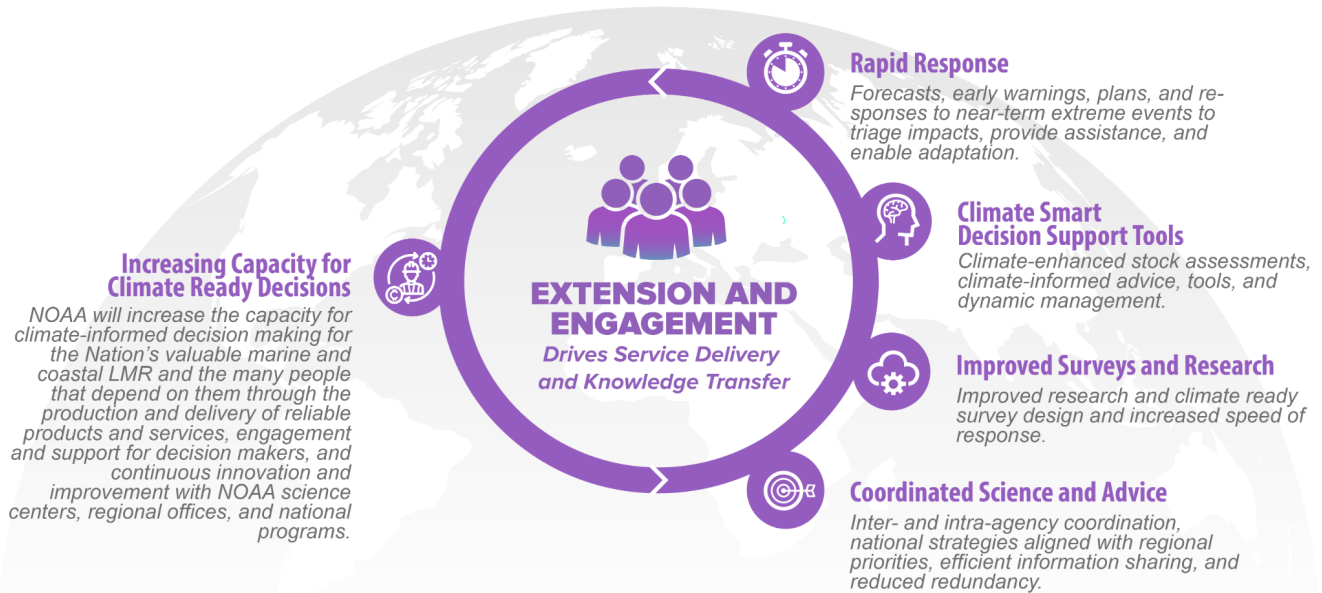 Rapid Response
Forecasts, early warnings, plans, and re-
sponses to near-term extreme events to
triage impacts, provide assistance, and
enable adaptation.
Climate Smart
Decision Support Tools
Climate-enhanced stock assessments,
climate-informed advice, tools, and
dynamic management.
Improved Surveys and Research
Improved research and climate ready
survey design and increased speed of
response.
Coordinated Science and Advice
Inter- and intra-agency coordination,
national strategies aligned with regional
priorities, efficient information sharing, and
reduced redundancy.
Increasing Capacity for
Climate Ready Decisions
NOAA will increase the capacity for
climate-informed decision making for
the Nation's valuable marine and
coastal LMR and the many people
that depend on them through the
production and delivery of reliable
products and services, engagement
and support for decision makers, and
continuous innovation and
improvement with NOAA science
centers, regional offices, and national
programs.
EXTENSION AND
ENGAGEMENT
Drives Service Delivery
and Knowledge Transfer